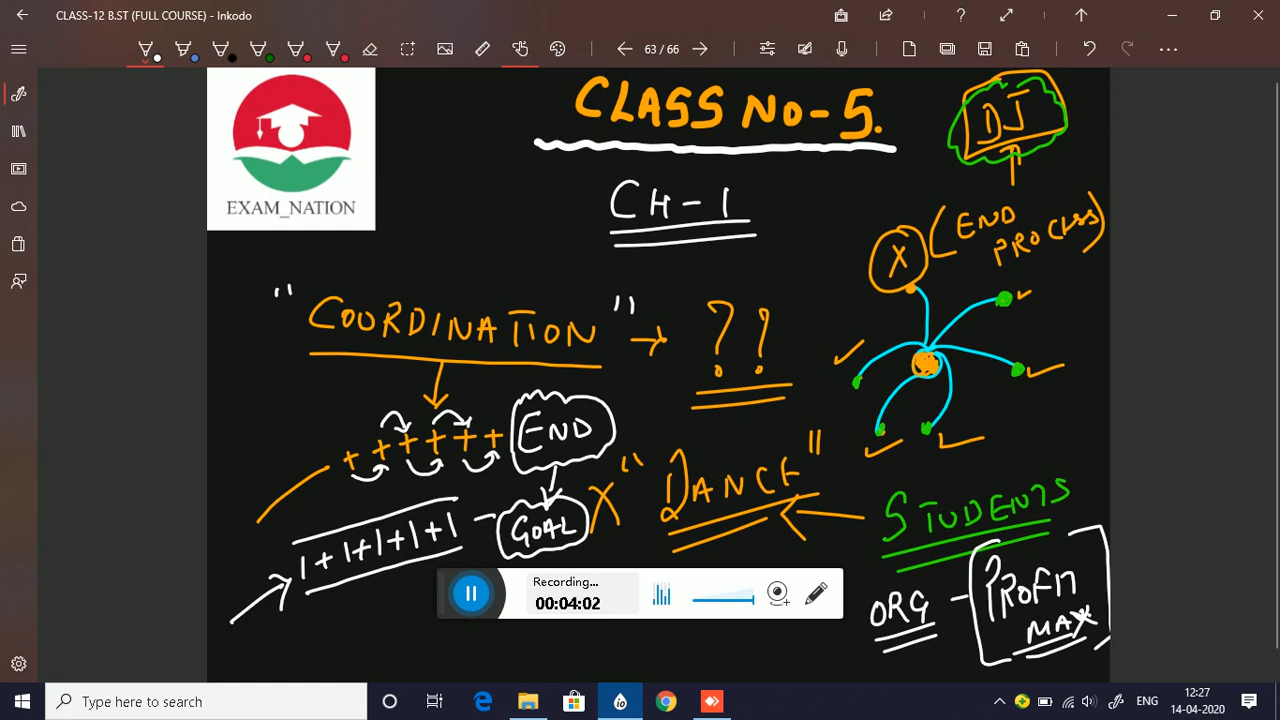 CLASS-12 B.ST (FULL COURSE) - Inkodo
63 / 66
CLASS NO - 5.
DJ
EXAM_NATION
CH - 1
(END
PROCESS)
X
"COORDINATION" → ??
+ + + + + + END
X "DANCE"
STUDENTS
1+1+1+1+1 - GOAL
ORG - [PROFIT
MAX
Recording...
00:04:02
Type here to search
ENG
12:27
14-04-2020